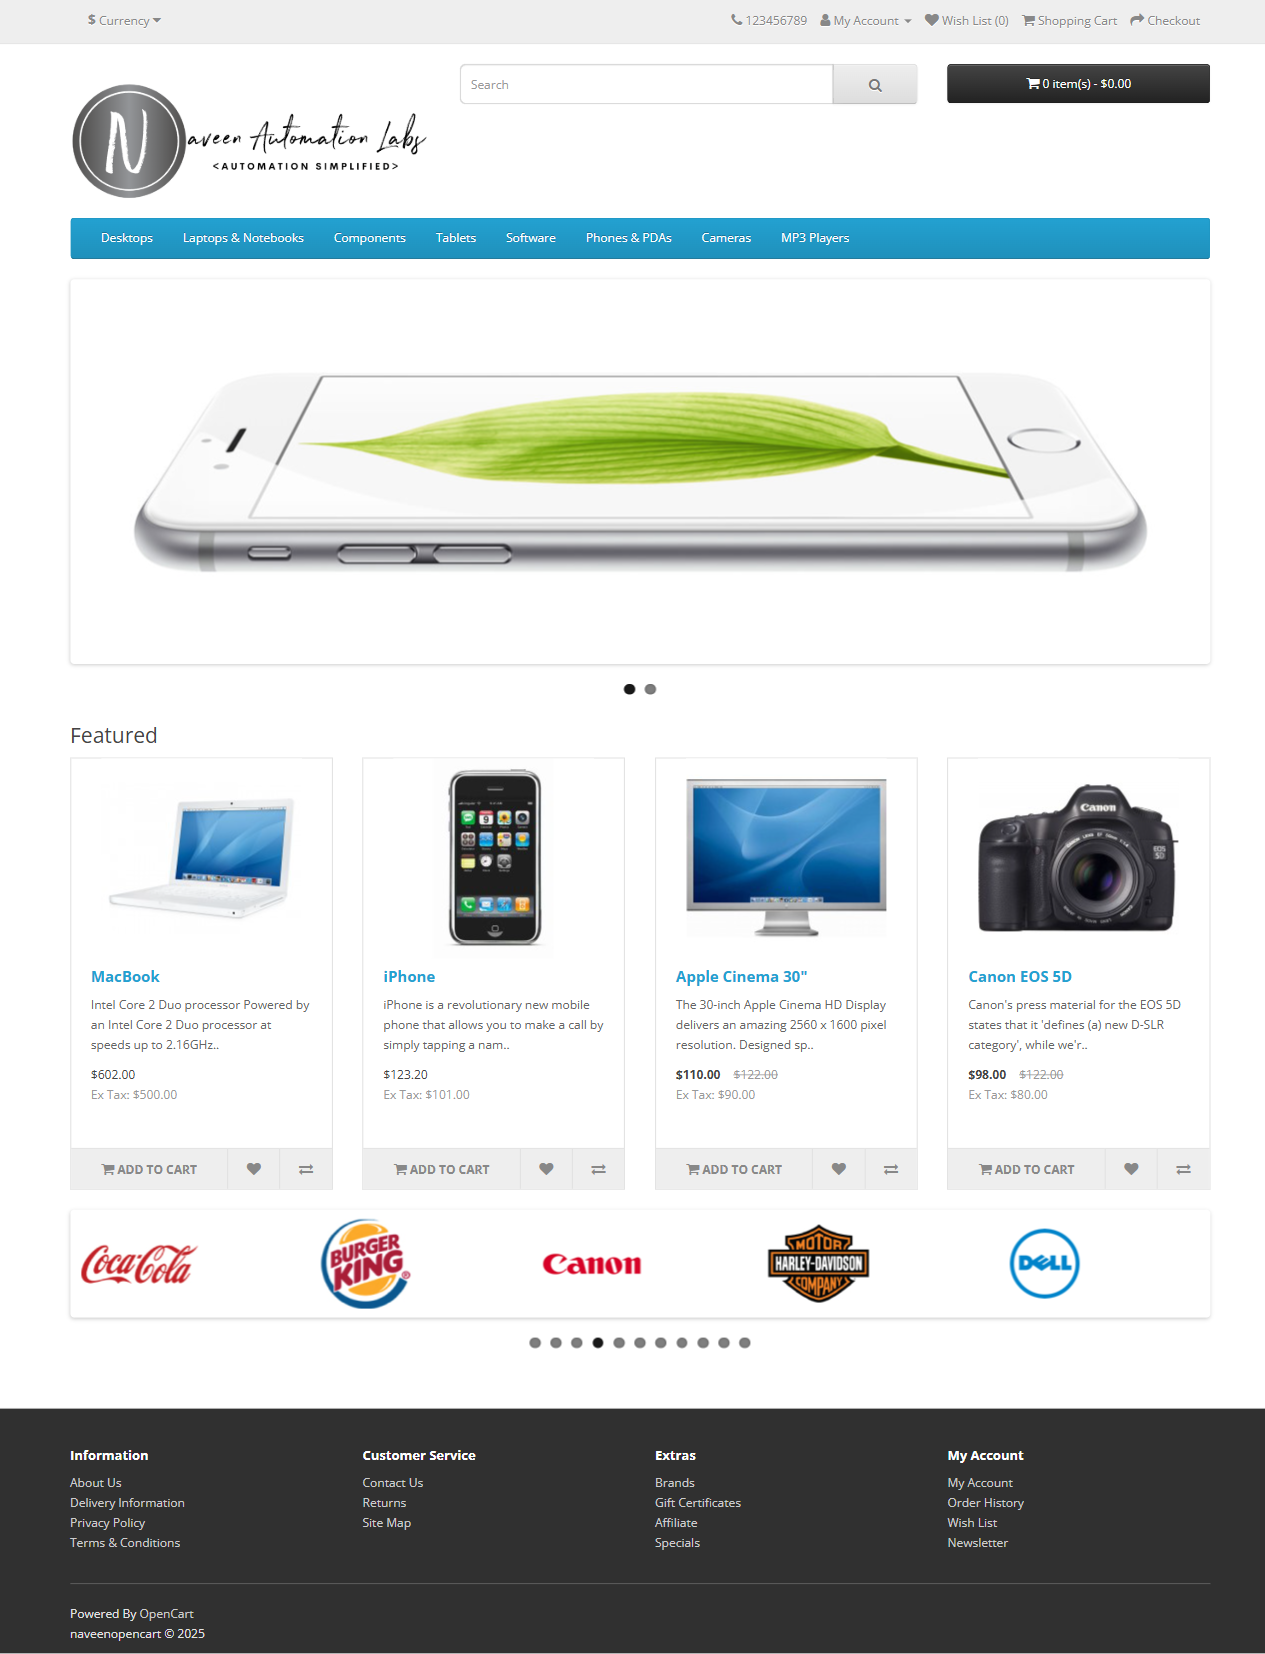 $ Currency
123456789 My Account Wish List (0) Shopping Cart Checkout
Search
0 item(s) - $0.00
N aveen Automation Labs
<AUTOMATION SIMPLIFIED>
Desktops Laptops & Notebooks Components Tablets Software Phones & PDAs Cameras MP3 Players
Featured
Canon
EOS
5D
MacBook
Intel Core 2 Duo processor Powered by
an Intel Core 2 Duo processor at
speeds up to 2.16GHz..
$602.00
Ex Tax: $500.00
ADD TO CART
iPhone
iPhone is a revolutionary new mobile
phone that allows you to make a call by
simply tapping a nam..
$123.20
Ex Tax: $101.00
ADD TO CART
Apple Cinema 30"
The 30-inch Apple Cinema HD Display
delivers an amazing 2560 x 1600 pixel
resolution. Designed sp..
$110.00 $122.00
Ex Tax: $90.00
ADD TO CART
Canon EOS 5D
Canon's press material for the EOS 5D
states that it 'defines (a) new D-SLR
category', while we'r..
$98.00 $122.00
Ex Tax: $80.00
ADD TO CART
Coca-Cola
BURGER
KING
Canon
MOTOR
HARLEY-DAVIDSON
COMPANY
DELL
Information
About Us
Delivery Information
Privacy Policy
Terms & Conditions
Customer Service
Contact Us
Returns
Site Map
Extras
Brands
Gift Certificates
Affiliate
Specials
My Account
My Account
Order History
Wish List
Newsletter
Powered By OpenCart
naveenopencart © 2025